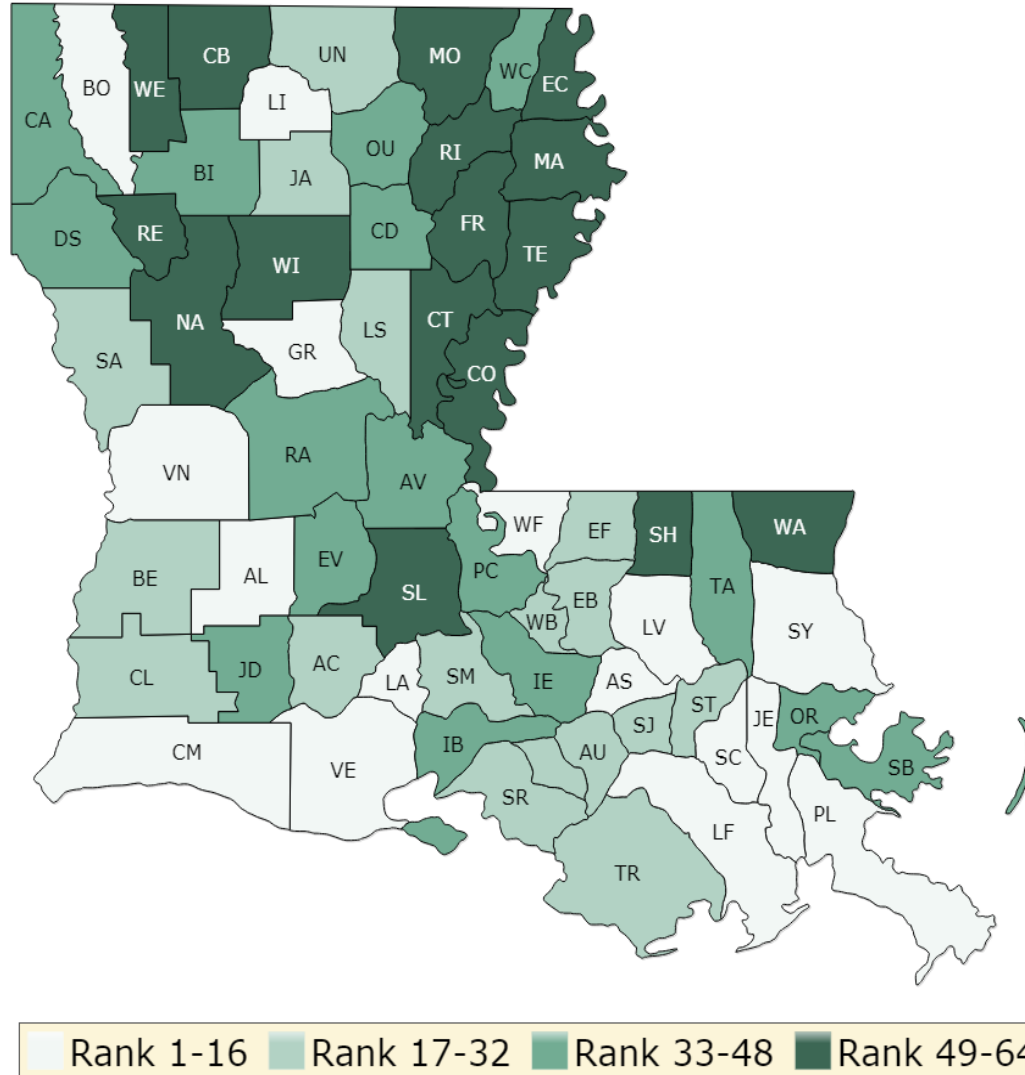 CB
UN
MO
WC
EC
BO
WE
LI
CA
OU
RI
MA
BI
JA
FR
RE
CD
DS
TE
WI
NA
CT
LS
GR
SA
CO
RA
VN
AV
WF
EF
SH
WA
EV
PC
BE
AL
TA
SL
EB
WB
LV
SY
AC
JD
CL
LA
SM
IE
AS
ST
SJ
JE
OR
IB
AU
CM
SC
SB
VE
SR
PL
LF
TR
Rank 1-16 Rank 17-32 Rank 33-48 Rank 49-64